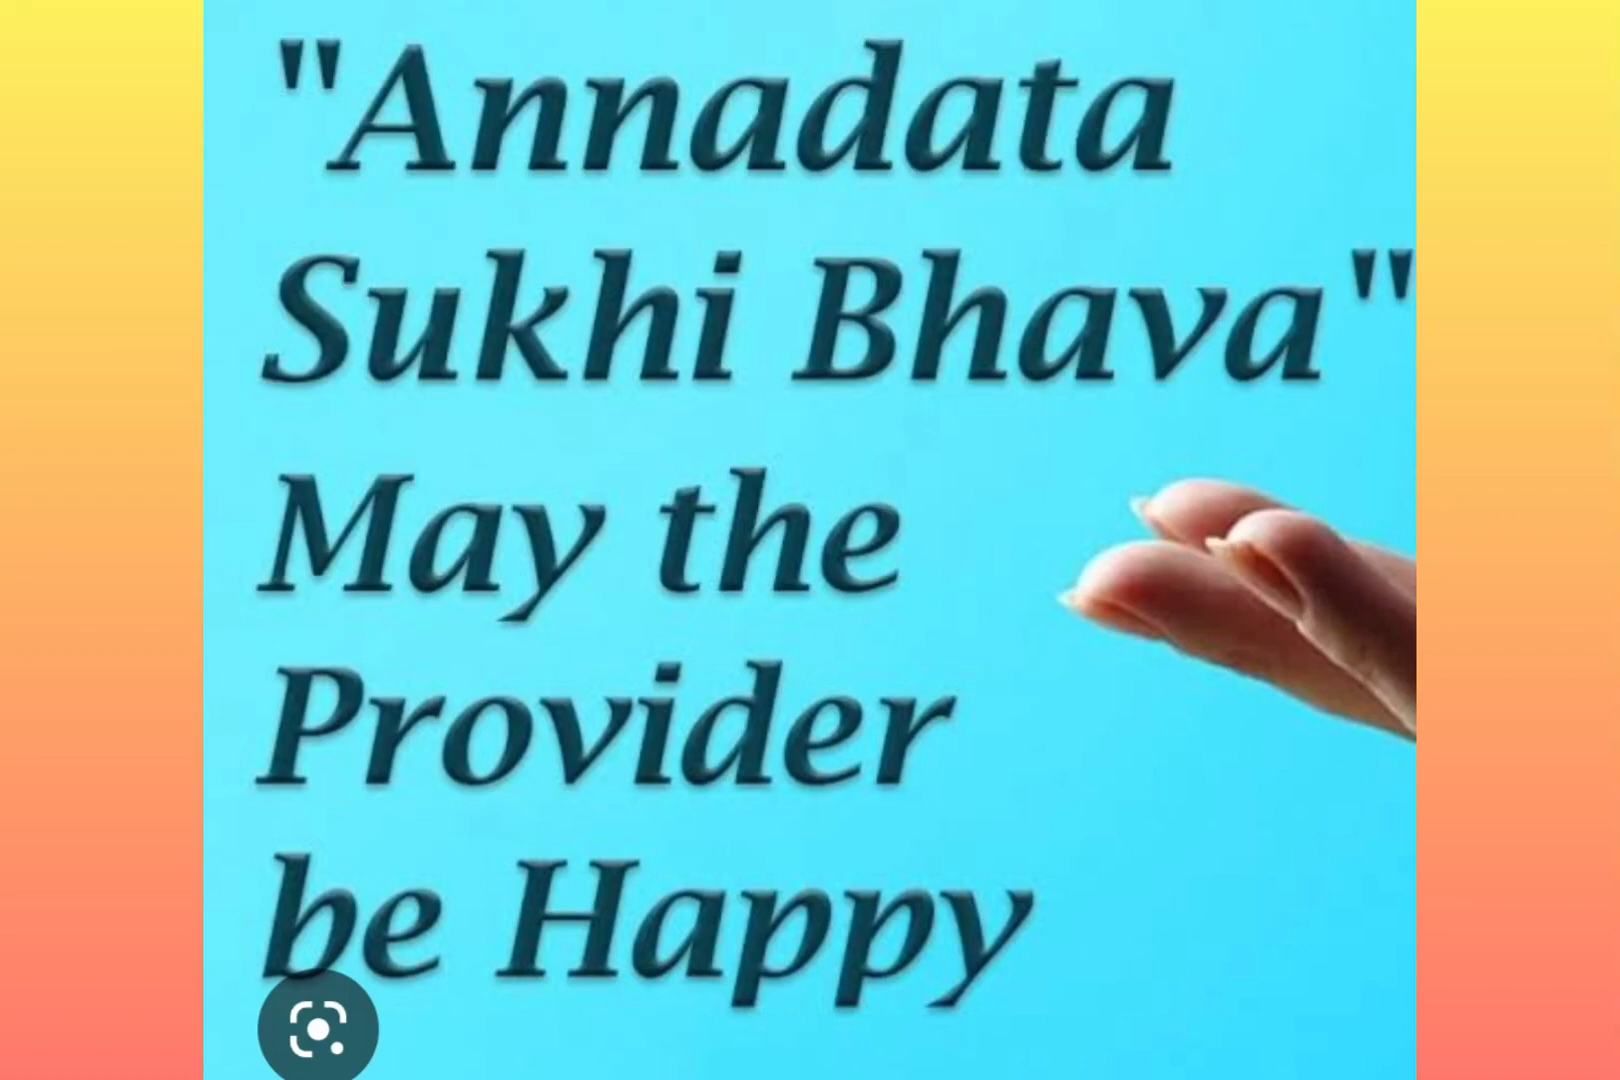 "Annadata
Sukhi Bhava"
May the
Provider
be Happy